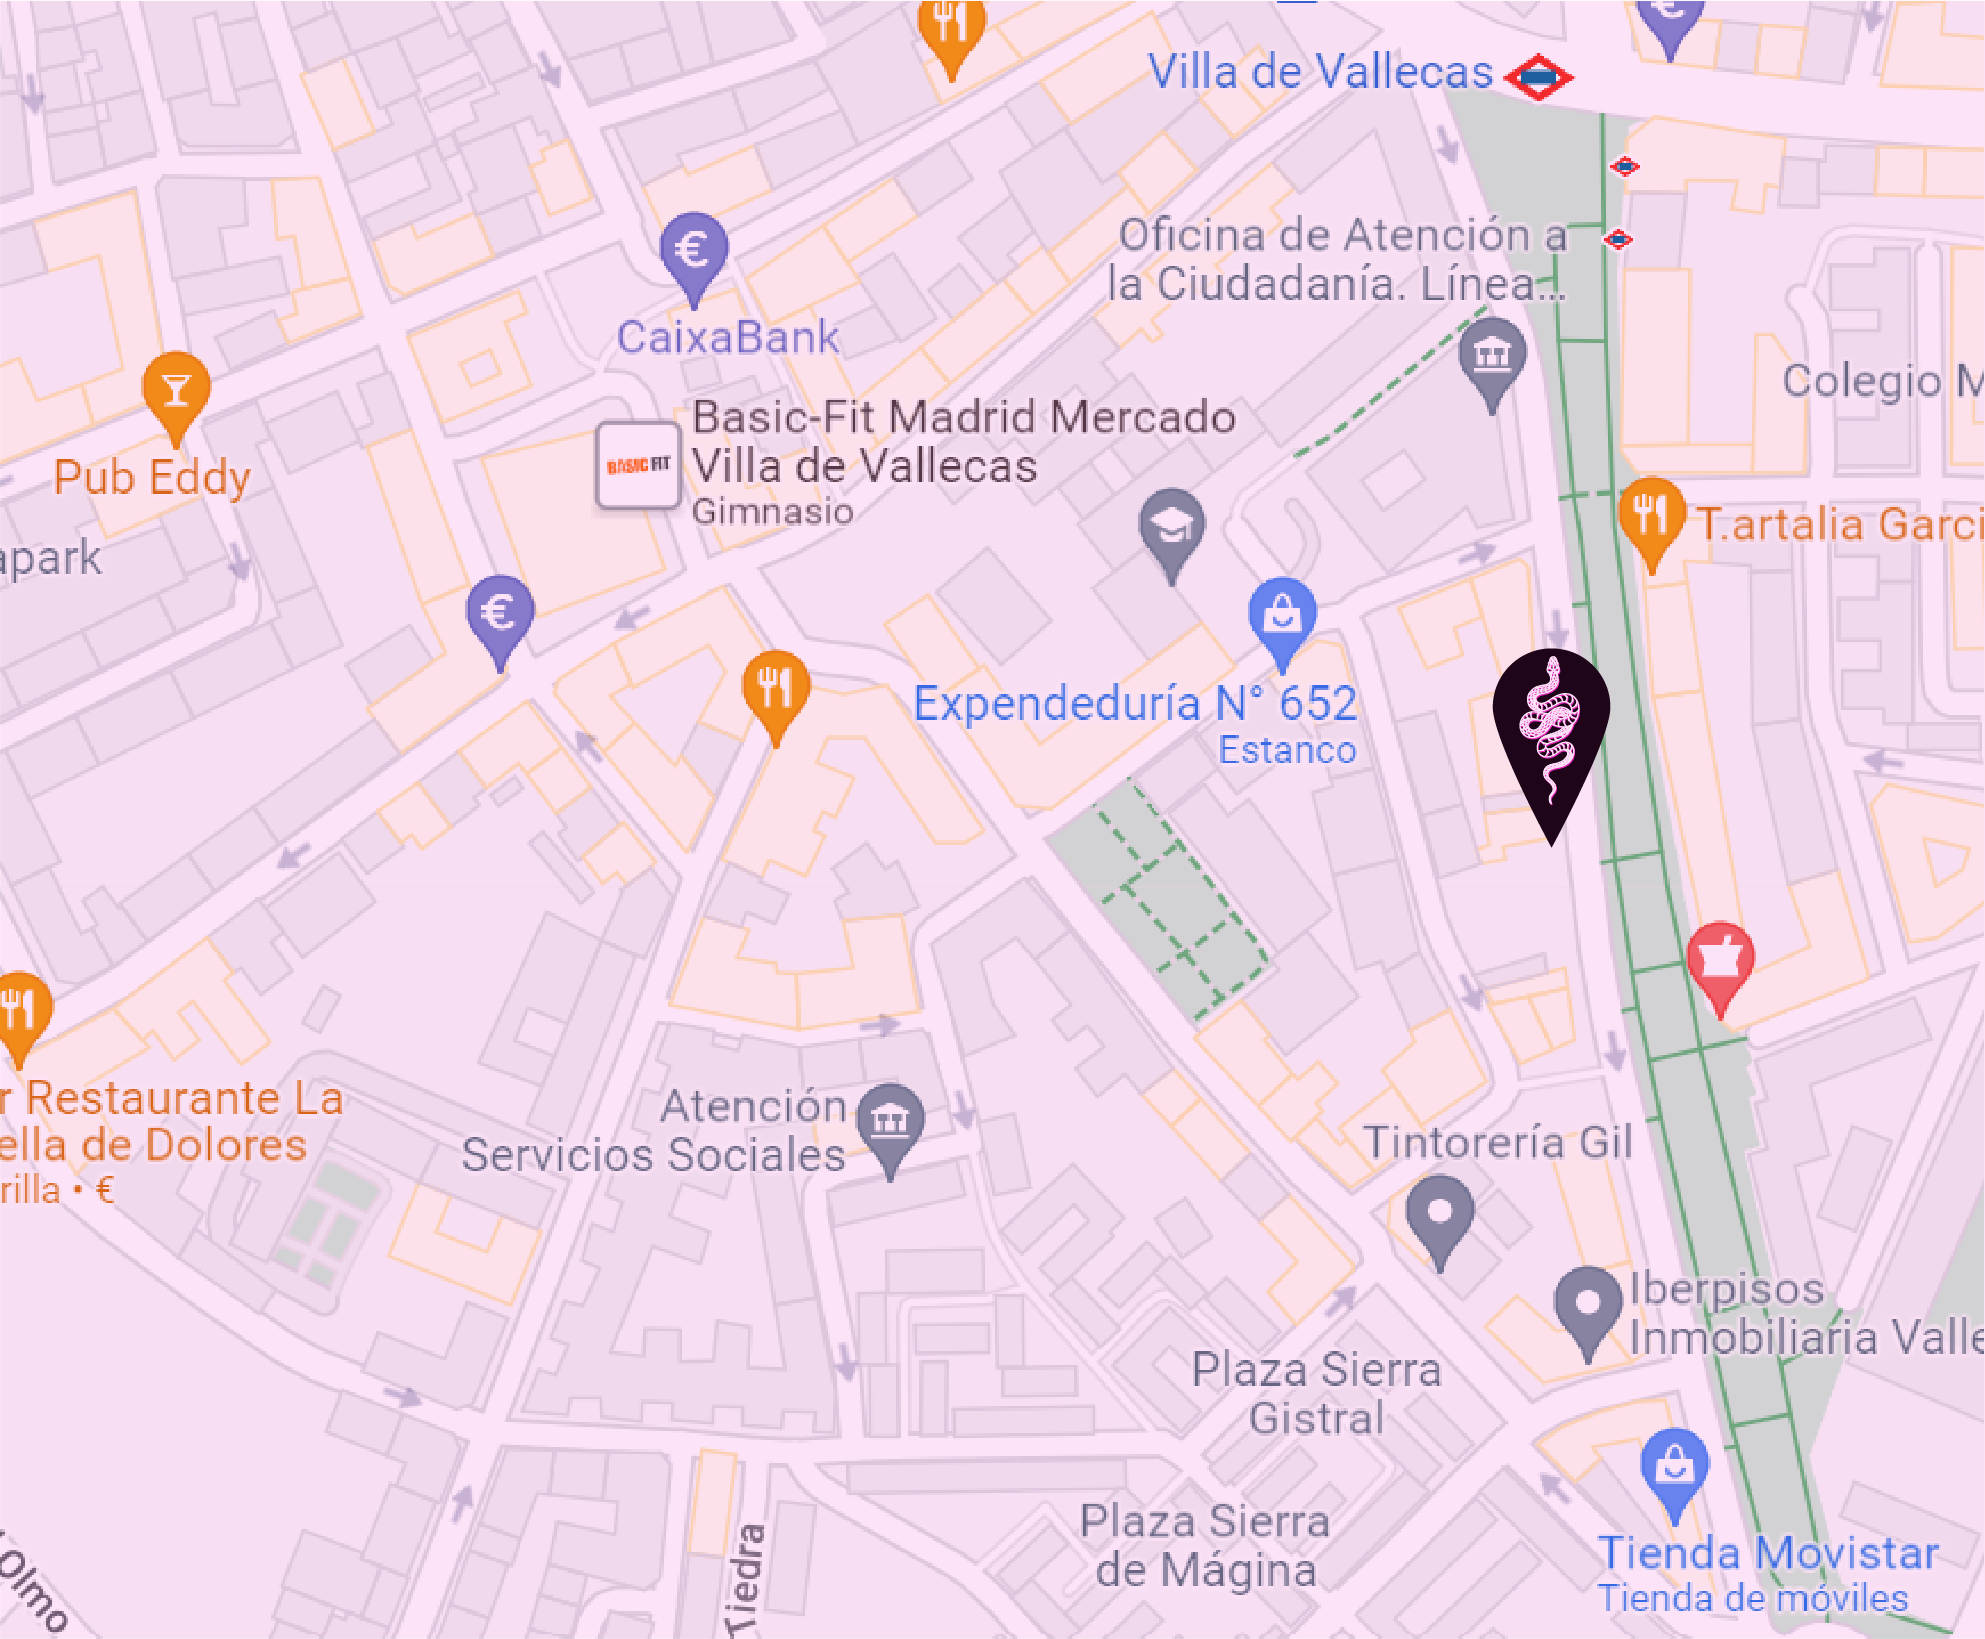 Villa de Vallecas
Oficina de Atención a
la Ciudadanía. Línea...
CaixaBank
Colegio M
Basic-Fit Madrid Mercado
Villa de Vallecas
Gimnasio
BASIC FIT
Pub Eddy
apark
T.artalia Garci
Expendeduría N° 652
Estanco
r Restaurante La
ella de Dolores
rilla • €
Atención
Servicios Sociales
Tintorería Gil
Iberpisos
Inmobiliaria Valle
Plaza Sierra
Gistral
Plaza Sierra
de Mágina
Tienda Movistar
Tienda de móviles
Tiedra
Olmo